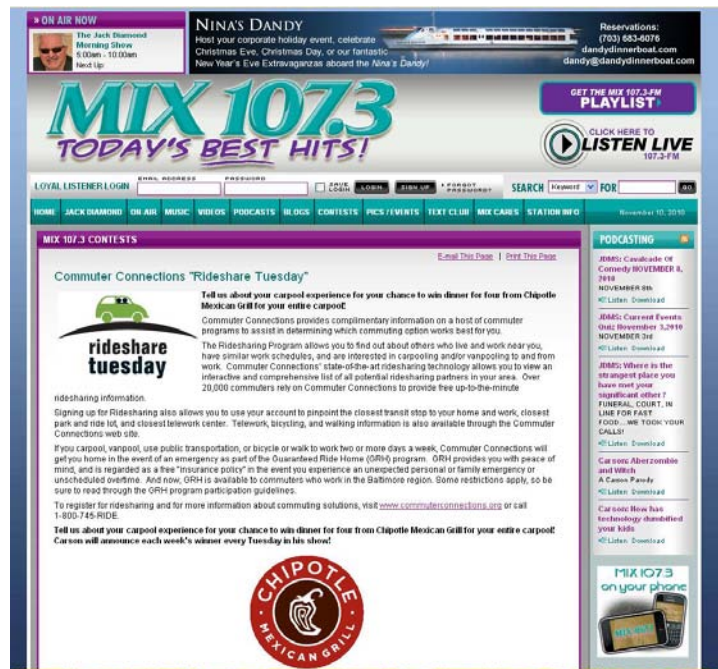 » ON AIR NOW
The Jack Diamond
Morning Show
5:00am - 10:00am
Next Up:
NINA'S DANDY
Host your corporate holiday event, celebrate
Christmas Eve, Christmas Day, or our fantastic
New Year's Eve Extravaganzas aboard the Nina's Dandy!
Reservations:
(703) 683-6076
dandydinnerboat.com
dandy@dandydinnerboat.com
MIX 107.3
TODAY'S BEST HITS!
GET THE MIX 107.3-FM
PLAYLIST
CLICK HERE TO
LISTEN LIVE
107.3-FM
LOYAL LISTENER LOGIN
EMAIL ADDRESS
PASSWORD
SAVE
LOGIN
LOGIN
SIGN UP
FORGOT
PASSWORD?
SEARCH Keyword FOR GO
HOME JACK DIAMOND ON AIR MUSIC VIDEOS PODCASTS BLOGS CONTESTS PICS / EVENTS TEXT CLUB MIX CARES STATION INFO November 10, 2010
MIX 107.3 CONTESTS
E-mail This Page | Print This Page
Commuter Connections "Rideshare Tuesday"
rideshare
tuesday
Tell us about your carpool experience for your chance to win dinner for four from Chipotle
Mexican Grill for your entire carpool!
Commuter Connections provides complimentary information on a host of commuter
programs to assist in determining which commuting option works best for you.
The Ridesharing Program allows you to find out about others who live and work near you,
have similar work schedules, and are interested in carpooling and/or vanpooling to and from
work. Commuter Connections' state-of-the-art ridesharing technology allows you to view an
interactive and comprehensive list of all potential ridesharing partners in your area. Over
20,000 commuters rely on Commuter Connections to provide free up-to-the-minute
ridesharing information.
Signing up for Ridesharing also allows you to use your account to pinpoint the closest transit stop to your home and work, closest
park and ride lot, and closest telework center. Telework, bicycling, and walking information is also available through the Commuter
Connections web site.
If you carpool, vanpool, use public transportation, or bicycle or walk to work two or more days a week, Commuter Connections will
get you home in the event of an emergency as part of the Guaranteed Ride Home (GRH) program. GRH provides you with peace of
mind, and is regarded as a free "insurance policy" in the event you experience an unexpected personal or family emergency or
unscheduled overtime. And now, GRH is available to commuters who work in the Baltimore region. Some restrictions apply, so be
sure to read through the GRH program participation guidelines.
To register for ridesharing and for more information about commuting solutions, visit www.commuterconnections.org or call
1-800-745-RIDE.
Tell us about your carpool experience for your chance to win dinner for four from Chipotle Mexican Grill for your entire carpool!
Carson will announce each week's winner every Tuesday in his show!
CHIPOTLE
MEXICAN GRILL
PODCASTING
JDMS: Cavalcade Of
Comedy NOVEMBER 8,
2010
NOVEMBER 8th
Listen Download
JDMS: Current Events
Quiz November 3,2010
NOVEMBER 3rd
Listen Download
JDMS: Where is the
strangest place you
have met your
significant other?
FUNERAL, COURT, IN
LINE FOR FAST
FOOD...WE TOOK YOUR
CALLS!
Listen Download
Carson: Abercrombie
and Witch
A Carson Parody
Listen Download
Carson: How has
technology dumbified
your kids
Listen Download
MIX 107.3
on your phone
MIX 107.3